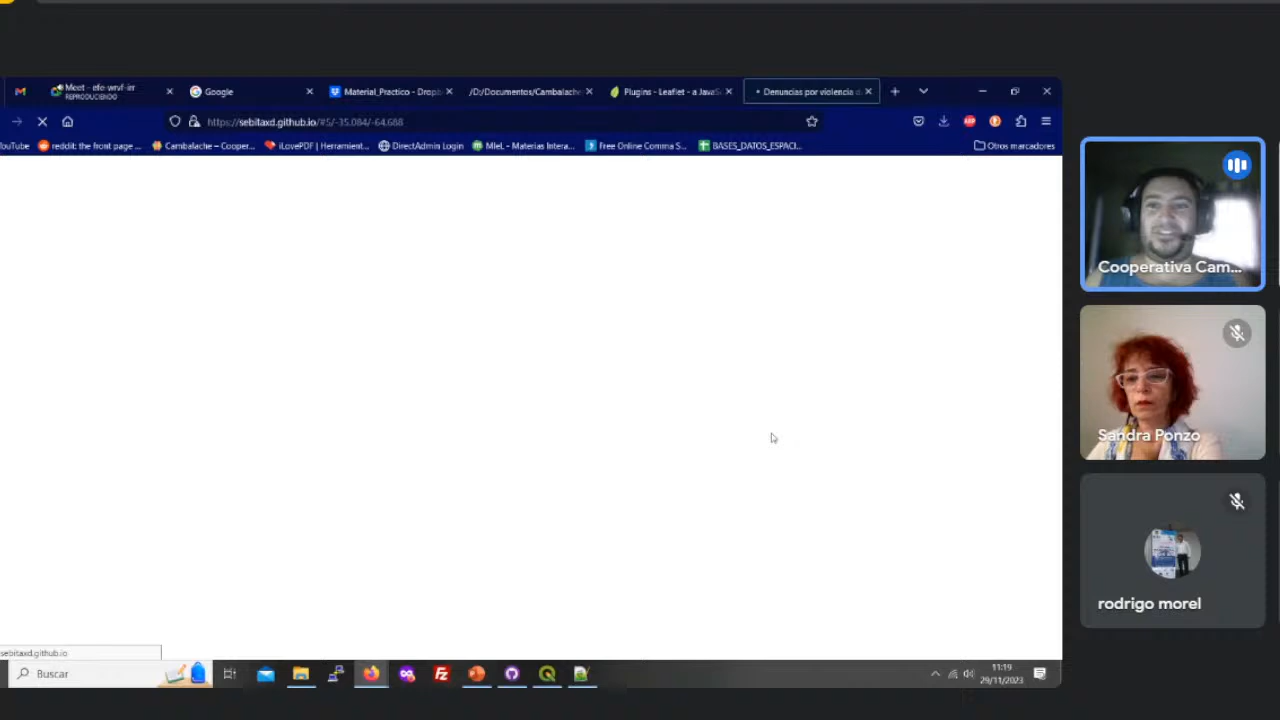 Meet - efe-wrvf-irr
REPRODUCIENDO
Google
Material_Practico - Dropb
/D:/Documentos/Cambalache
Plugins - Leaflet - a JavaS
Denuncias por violencia d
https://sebitaxd.github.io/#5/-35.084/-64.688
YouTube
reddit: the front page ...
Cambalache – Cooper...
iLovePDF | Herramient...
DirectAdmin Login
MIeL - Materias Intera...
Free Online Comma S...
BASES_DATOS_ESPACI...
Otros marcadores
Cooperativa Cam...
Sandra Ponzo
rodrigo morel
sebitaxd.github.io
Buscar
11:19
29/11/2023